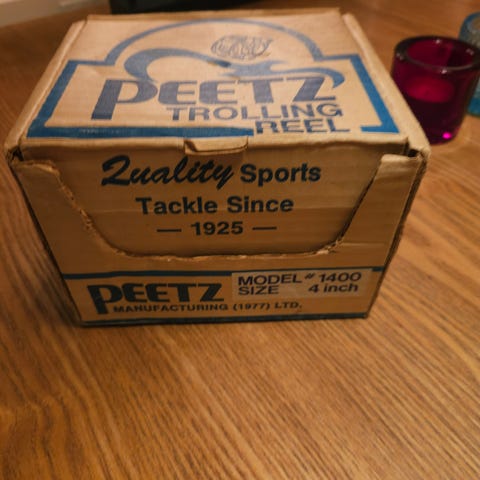 PEETZ
TROLLING
REEL
Quality Sports
Tackle Since
— 1925 —
PEETZ
MANUFACTURING (1977) LTD.
MODEL # 1400
SIZE 4 inch